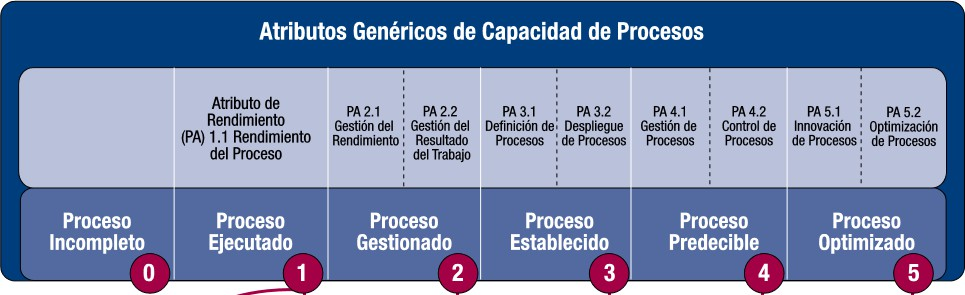 Atributos Genéricos de Capacidad de Procesos
Atributo de
Rendimiento
(PA) 1.1 Rendimiento
del Proceso
PA 2.1
Gestión del
Rendimiento
PA 2.2
Gestión del
Resultado
del Trabajo
PA 3.1
Definición de
Procesos
PA 3.2
Despliegue
de Procesos
PA 4.1
Gestión de
Procesos
PA 4.2
Control de
Procesos
PA 5.1
Innovación
de Procesos
PA 5.2
Optimización
de Procesos
Proceso
Incompleto
0
Proceso
Ejecutado
1
Proceso
Gestionado
2
Proceso
Establecido
3
Proceso
Predecible
4
Proceso
Optimizado
5